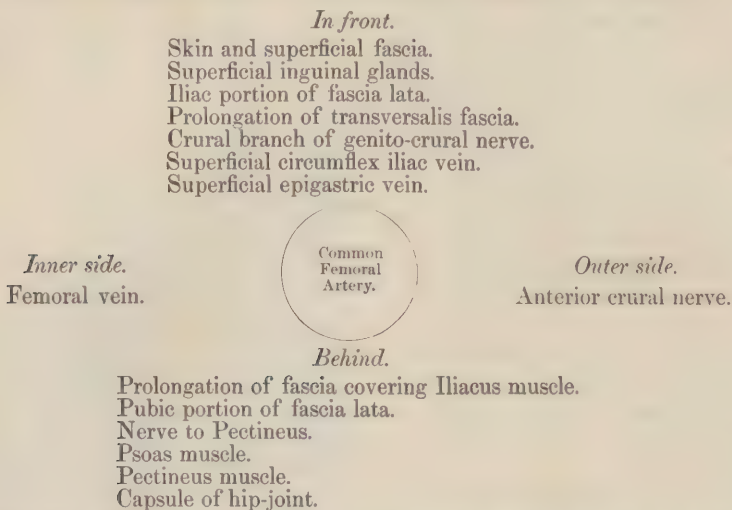 In front.
Skin and superficial fascia.
Superficial inguinal glands.
Iliac portion of fascia lata.
Prolongation of transversalis fascia.
Crural branch of genito-crural nerve.
Superficial circumflex iliac vein.
Superficial epigastric vein.
Inner side.
Femoral vein.
Common
Femoral
Artery.
Outer side.
Anterior crural nerve.
Behind.
Prolongation of fascia covering Iliacus muscle.
Pubic portion of fascia lata.
Nerve to Pectineus.
Psoas muscle.
Pectineus muscle.
Capsule of hip-joint.